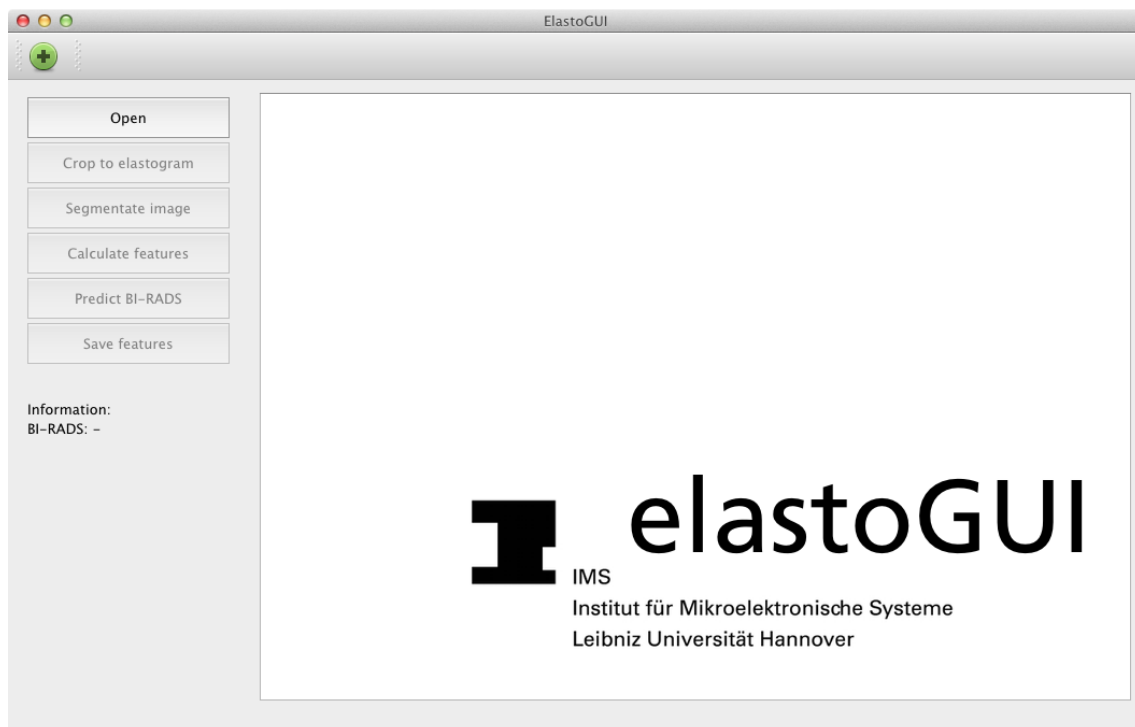 ElastoGUI
Open
Crop to elastogram
Segmentate image
Calculate features
Predict BI-RADS
Save features
Information:
BI-RADS: -
elastoGUI
IMS
Institut für Mikroelektronische Systeme
Leibniz Universität Hannover